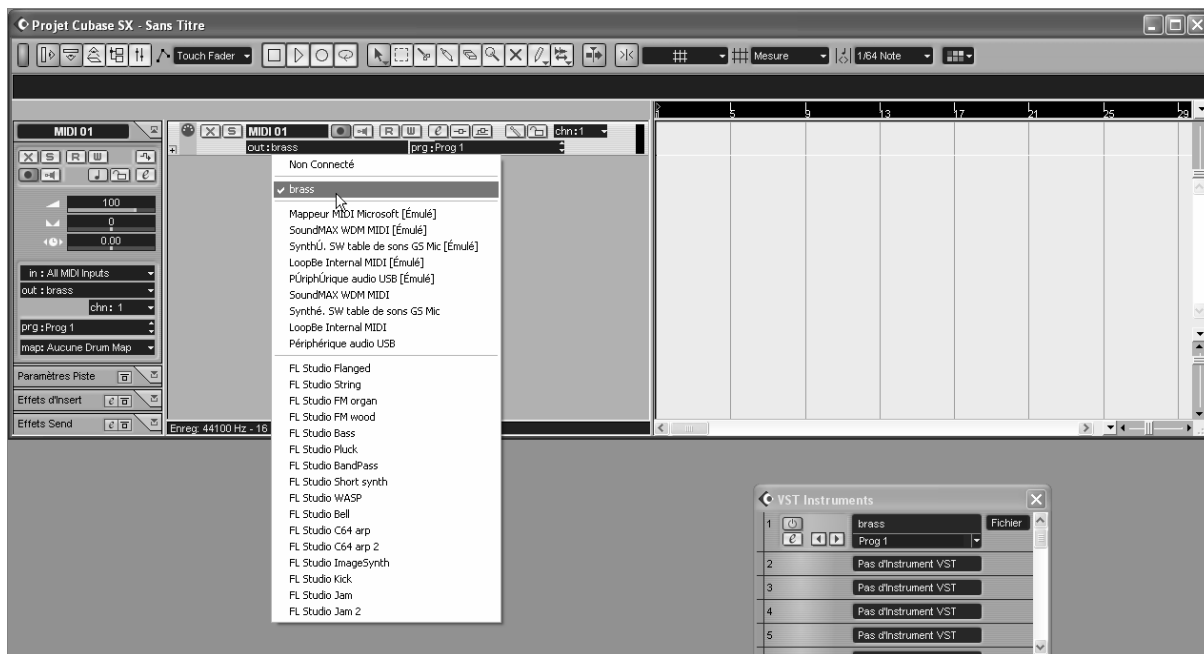 Projet Cubase SX - Sans Titre
Touch Fader
Mesure
1/64 Note
1 5 9 13 17 21 25 29
MIDI 01
X S R W e
100
0
0.00
in : All MIDI Inputs
out : brass
chn: 1
prg : Prog 1
map: Aucune Drum Map
Paramètres Piste
Effets d'Insert
Effets Send
X S MIDI 01 R W e chn:1
out:brass prg:Prog 1
Non Connecté
brass
Mappeur MIDI Microsoft [Émulé]
SoundMAX WDM MIDI [Émulé]
SynthÚ. SW table de sons GS Mic [Émulé]
LoopBe Internal MIDI [Émulé]
PÚriphÚrique audio USB [Émulé]
SoundMAX WDM MIDI
Synthé. SW table de sons GS Mic
LoopBe Internal MIDI
Périphérique audio USB
FL Studio Flanged
FL Studio String
FL Studio FM organ
FL Studio FM wood
FL Studio Bass
FL Studio Pluck
FL Studio BandPass
FL Studio Short synth
FL Studio WASP
FL Studio Bell
FL Studio C64 arp
FL Studio C64 arp 2
FL Studio ImageSynth
FL Studio Kick
FL Studio Jam
FL Studio Jam 2
Enreg: 44100 Hz - 16
VST Instruments
1 brass Fichier
e Prog 1
2 Pas d'Instrument VST
3 Pas d'Instrument VST
4 Pas d'Instrument VST
5 Pas d'Instrument VST